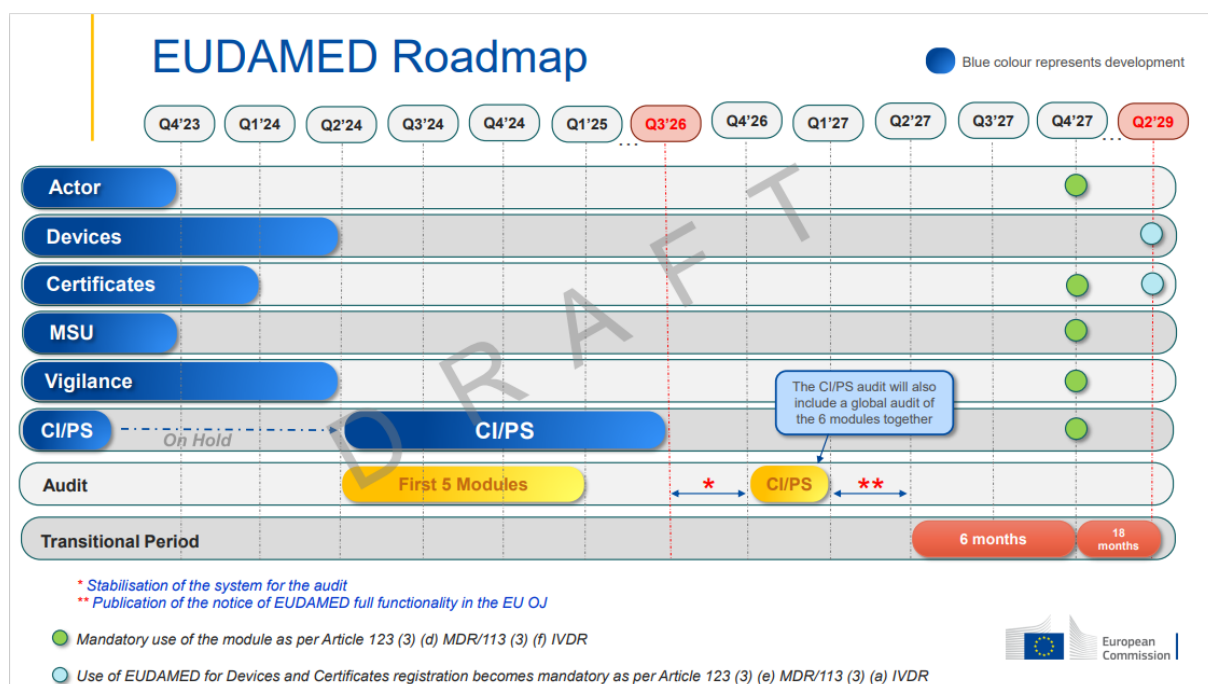 EUDAMED Roadmap
Blue colour represents development
Q4'23 Q1'24 Q2'24 Q3'24 Q4'24 Q1'25 ... Q3'26 Q4'26 Q1'27 Q2'27 Q3'27 Q4'27 ... Q2'29
DRAFT
Actor
Devices
Certificates
MSU
Vigilance
The CI/PS audit will also
include a global audit of
the 6 modules together
CI/PS On Hold CI/PS
Audit First 5 Modules * CI/PS **
Transitional Period 6 months 18
months
* Stabilisation of the system for the audit
** Publication of the notice of EUDAMED full functionality in the EU OJ
Mandatory use of the module as per Article 123 (3) (d) MDR/113 (3) (f) IVDR
Use of EUDAMED for Devices and Certificates registration becomes mandatory as per Article 123 (3) (e) MDR/113 (3) (a) IVDR
European
Commission